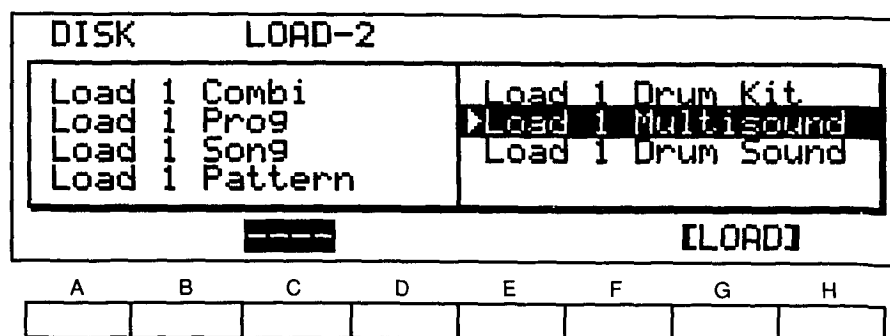 DISK LOAD-2
Load 1 Combi
Load 1 Prog
Load 1 Song
Load 1 Pattern
Load 1 Drum Kit
▶Load 1 Multisound
Load 1 Drum Sound
---- [LOAD]
A B C D E F G H